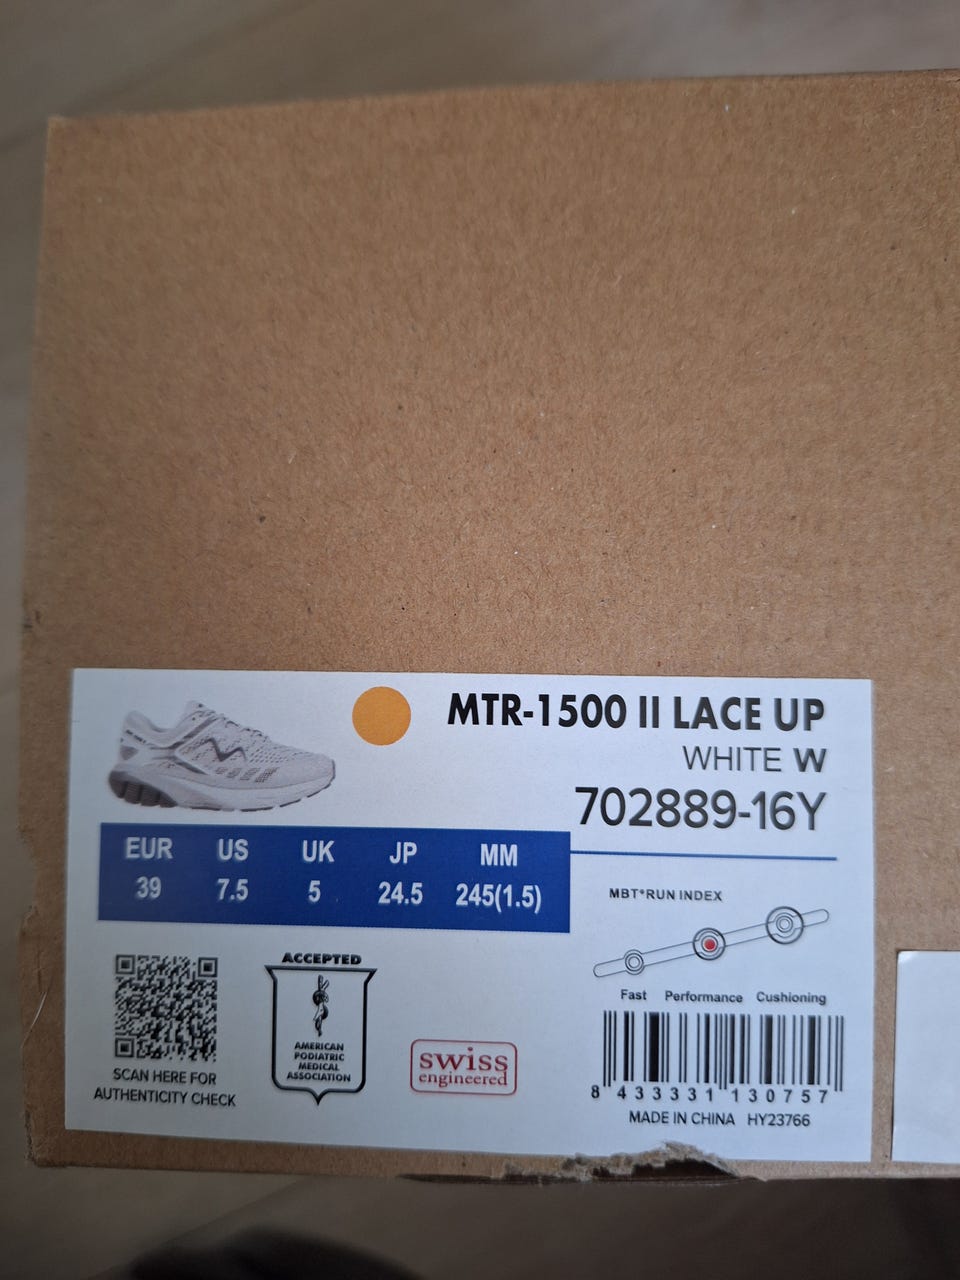 MTR-1500 II LACE UP
WHITE W
702889-16Y
EUR US UK JP MM
39 7.5 5 24.5 245(1.5)
MBT®RUN INDEX
Fast Performance Cushioning
SCAN HERE FOR
AUTHENTICITY CHECK
ACCEPTED
AMERICAN
PODIATRIC
MEDICAL
ASSOCIATION
swiss
engineered
8 433331 130757
MADE IN CHINA HY23766